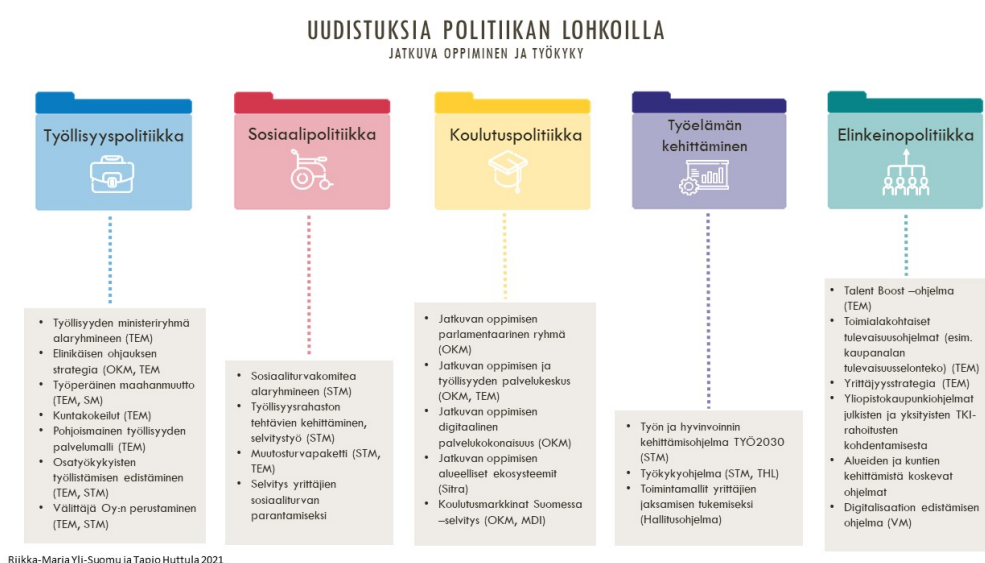 UUDISTUKSIA POLITIIKAN LOHKOILLA
JATKUVA OPPIMINEN JA TYÖKYKY
Työllisyyspolitiikka
• Työllisyyden ministeriryhmä
alaryhmineen (TEM)
• Elinikäisen ohjauksen
strategia (OKM, TEM
• Työperäinen maahanmuutto
(TEM, SM)
• Kuntakokeilut (TEM)
• Pohjoismainen työllisyyden
palvelumalli (TEM)
• Osatyökykyisten
työllistämisen edistäminen
(TEM, STM)
• Välittäjä Oy:n perustaminen
(TEM, STM)
Sosiaalipolitiikka
• Sosiaaliturvakomitea
alaryhmineen (STM)
• Työllisyysrahaston
tehtävien kehittäminen,
selvitystyö (STM)
• Muutosturvapaketti (STM,
TEM)
• Selvitys yrittäjien
sosiaaliturvan
parantamiseksi
Koulutuspolitiikka
• Jatkuvan oppimisen
parlamentaarinen ryhmä
(OKM)
• Jatkuvan oppimisen ja
työllisyyden palvelukeskus
(OKM, TEM)
• Jatkuvan oppimisen
digitaalinen
palvelukokonaisuus (OKM)
• Jatkuvan oppimisen
alueelliset ekosysteemit
(Sitra)
• Koulutusmarkkinat Suomessa
–selvitys (OKM, MDI)
Työelämän
kehittäminen
• Työn ja hyvinvoinnin
kehittämisohjelma TYÖ2030
(STM)
• Työkykyohjelma (STM, THL)
• Toimintamallit yrittäjien
jaksamisen tukemiseksi
(Hallitusohjelma)
Elinkeinopolitiikka
• Talent Boost –ohjelma
(TEM)
• Toimialakohtaiset
tulevaisuusohjelmat (esim.
kaupanalan
tulevaisuusselonteko) (TEM)
• Yrittäjyysstrategia (TEM)
• Yliopistokaupunkiohjelmat
julkisten ja yksityisten TKI-
rahoitusten
kohdentamisesta
• Alueiden ja kuntien
kehittämistä koskevat
ohjelmat
• Digitalisaation edistämisen
ohjelma (VM)
Riikka-Maria Yli-Suomu ja Tapio Huttula 2021